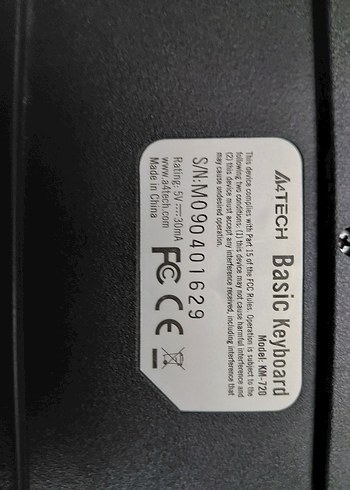 A4TECH Basic Keyboard
Model: KM-720
This device complies with Part 15 of the FCC Rules. Operation is subject to the
following two conditions: (1) this device may not cause harmful interference and
(2) this device must accept any interference received, including interference that
may cause undesired operation.
S/N:M090401629
Rating: 5V⎓30mA
www.a4tech.com
Made in China
FC CE